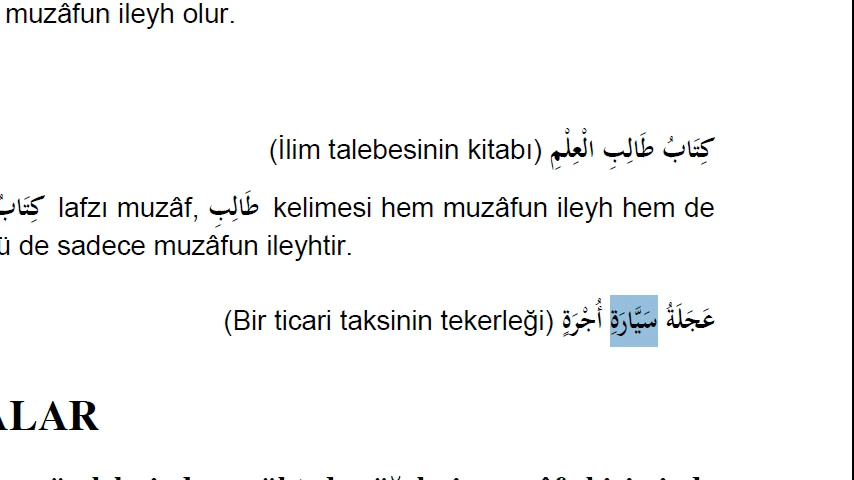 muzâfun ileyh olur.
كِتَابُ طَالِبِ الْعِلْمِ (İlim talebesinin kitabı)
كِتَابُ lafzı muzâf, طَالِبِ kelimesi hem muzâfun ileyh hem de
de sadece muzâfun ileyhtir.
عَجَلَةُ سَيَّارَةِ أُجْرَةٍ (Bir ticari taksinin tekerleği)